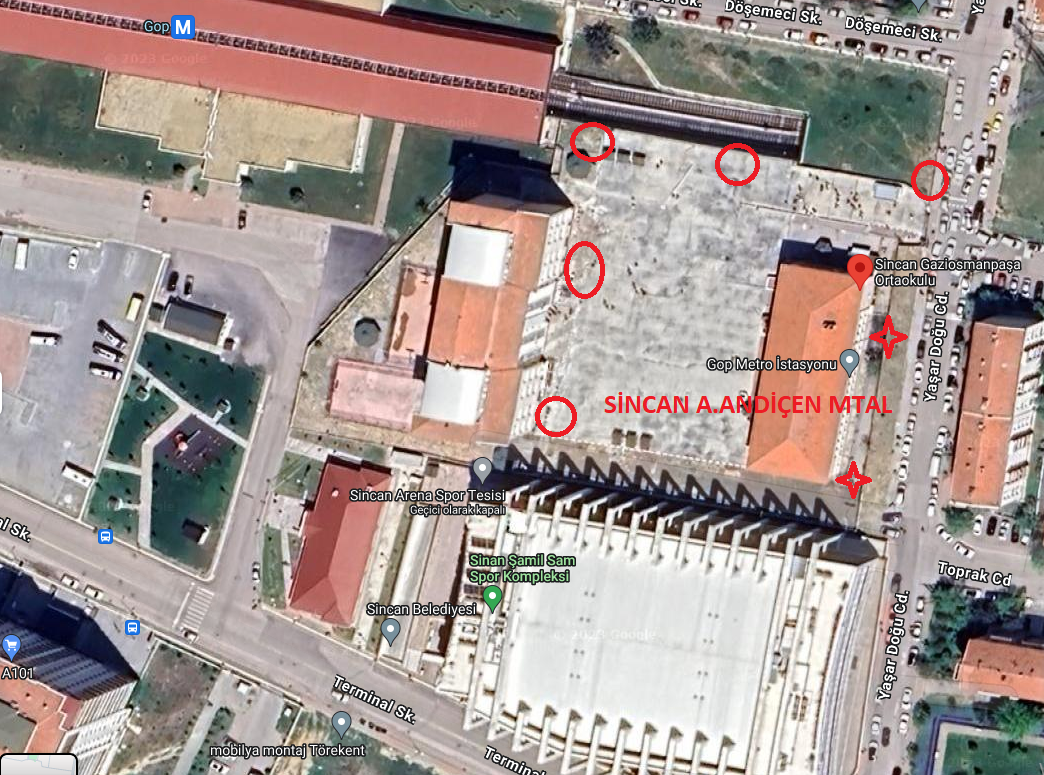 Döşemeci Sk.
Döşemeci Sk.
Gop M
© 2023 Google
Sincan Gaziosmanpaşa
Ortaokulu
Yaşar Doğu Cd.
Gop Metro İstasyonu
SİNCAN A.ANDİÇEN MTAL
Sincan Arena Spor Tesisi
Geçici olarak kapalı
Sinan Şamil Sam
Spor Kompleksi
Toprak Cd
Sincan Belediyesi
© 2023 Google
Yaşar Doğu Cd.
A101
Terminal Sk.
mobilya montaj Törekent